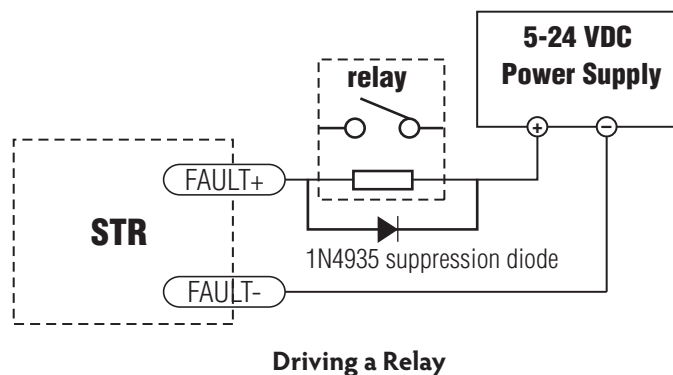 5-24 VDC
Power Supply
relay
+ −
FAULT+
STR
1N4935 suppression diode
FAULT-
Driving a Relay